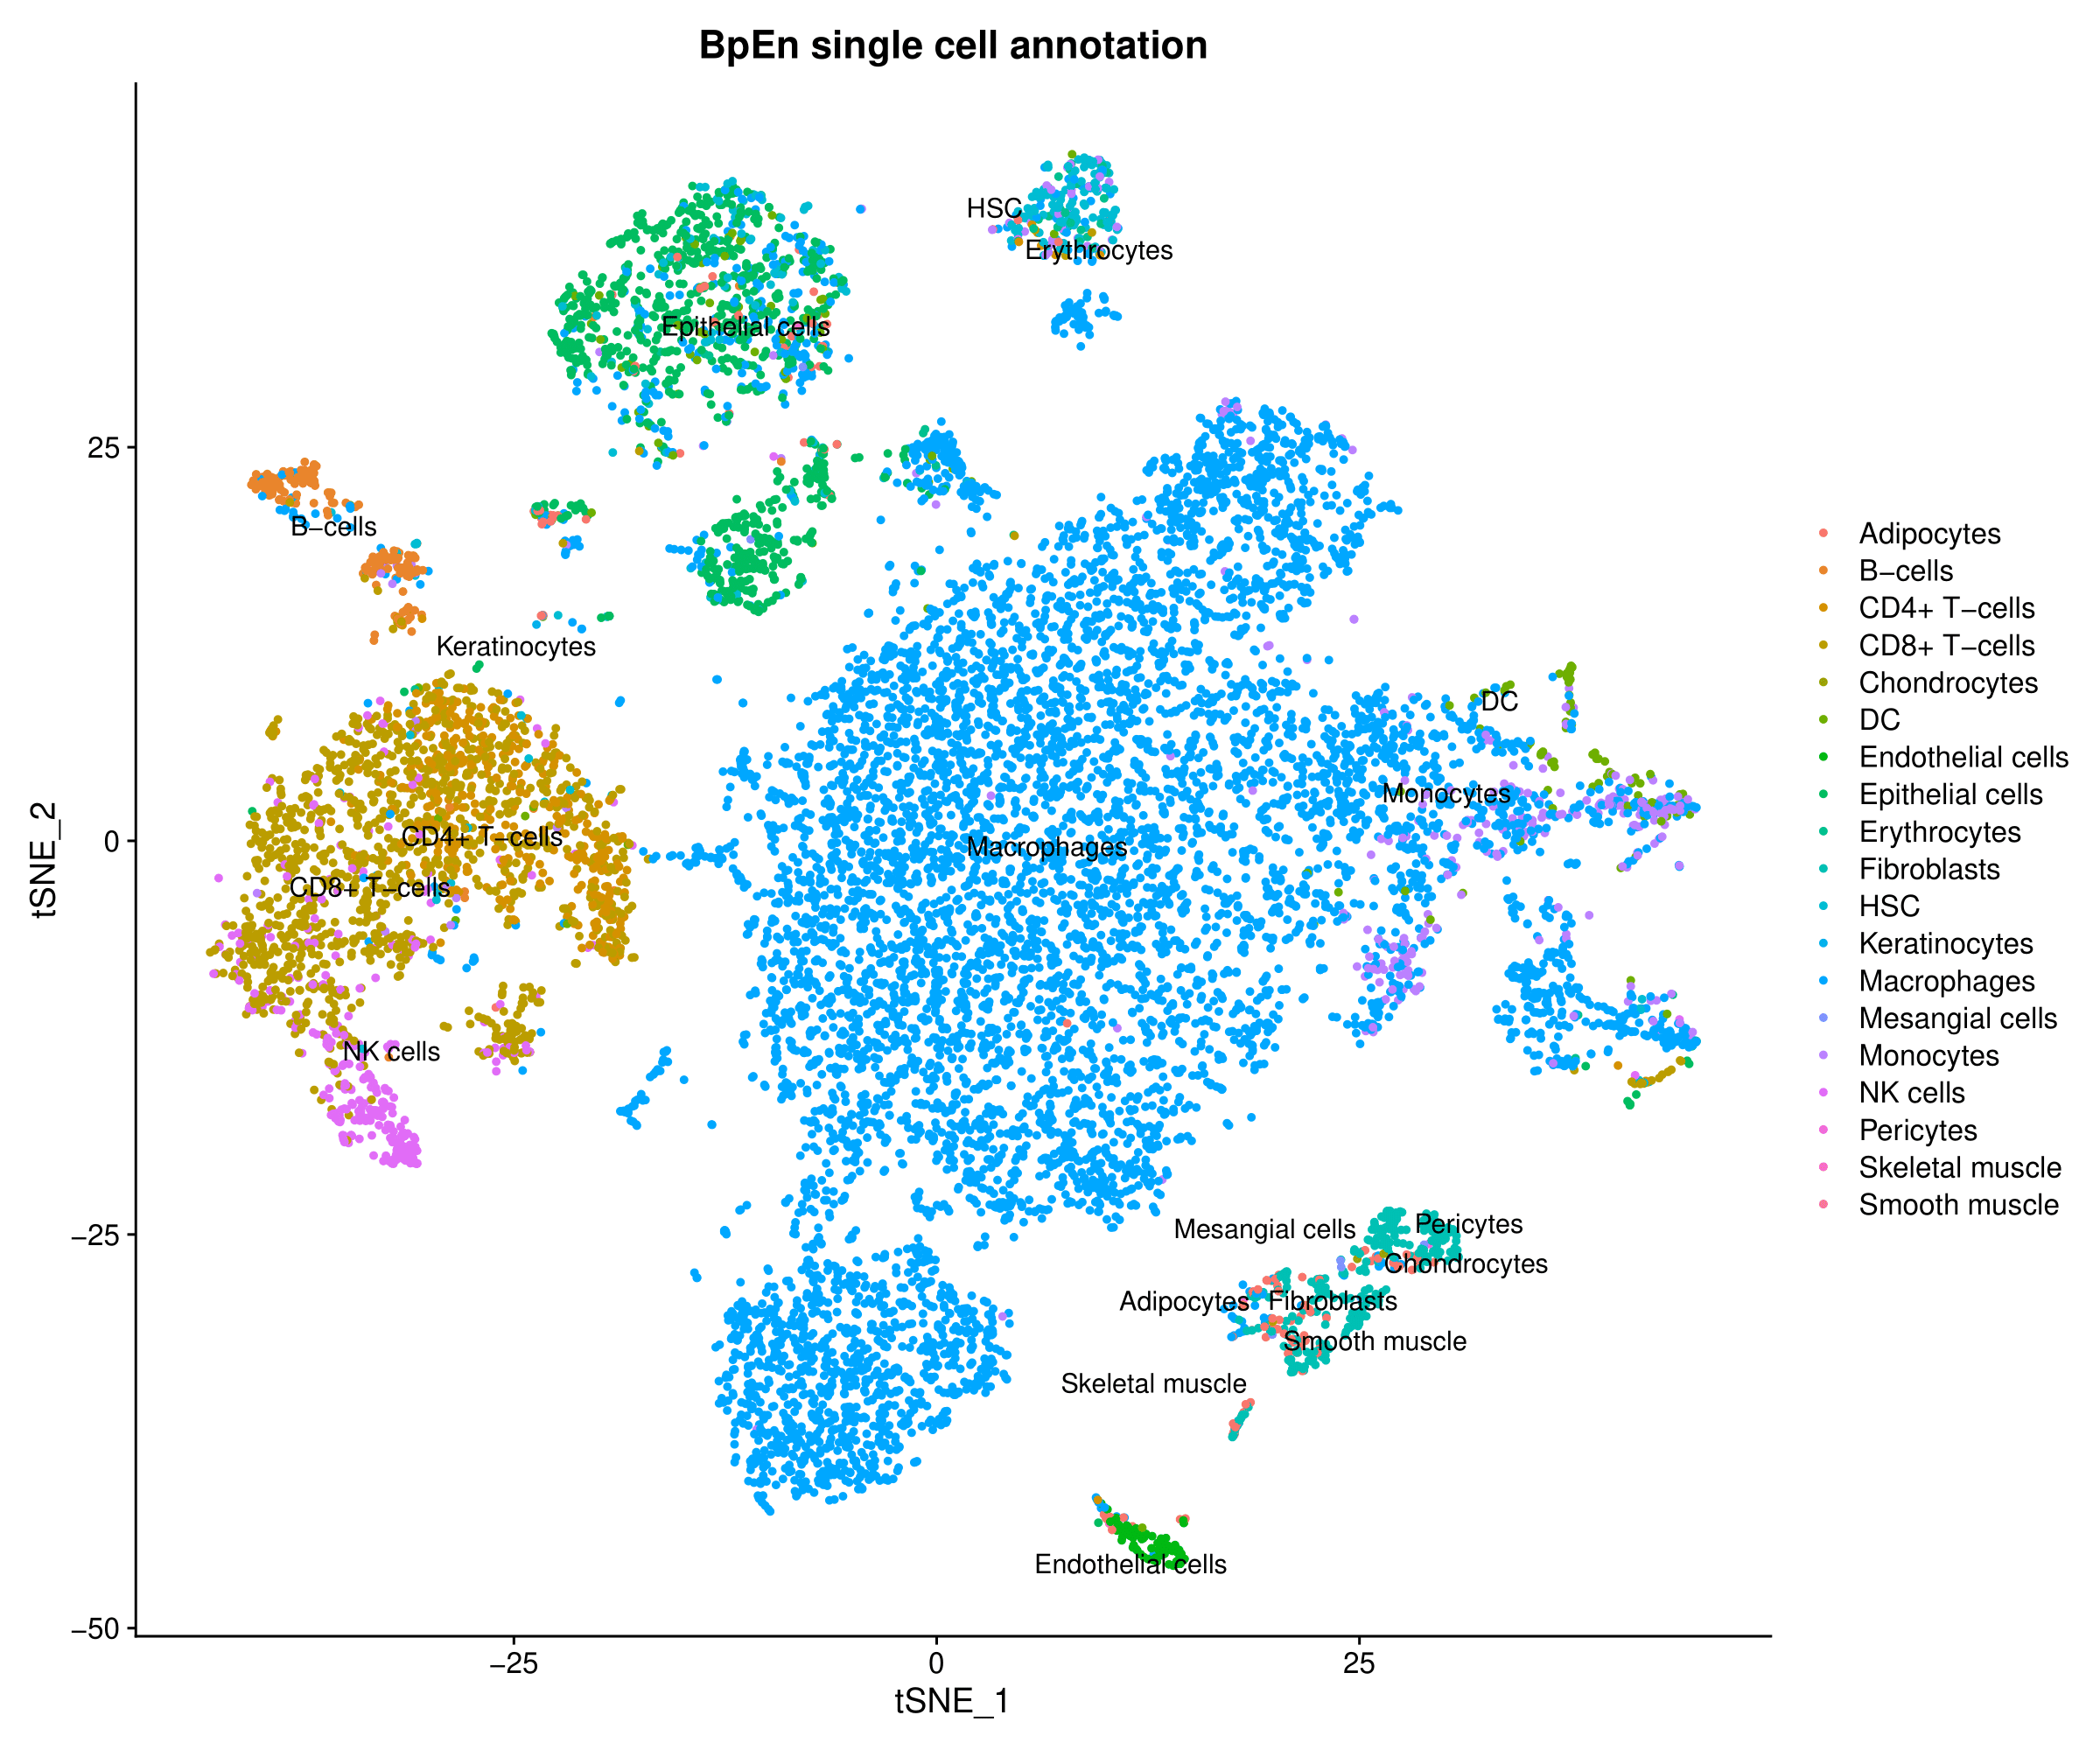 BpEn single cell annotation
HSC
Erythrocytes
Epithelial cells
B−cells
Keratinocytes
DC
Monocytes
CD4+ T−cells
Macrophages
CD8+ T−cells
NK cells
Mesangial cells
Pericytes
Chondrocytes
Adipocytes
Fibroblasts
Smooth muscle
Skeletal muscle
Endothelial cells
25
0
−25
−50
−25
0
25
tSNE_1
tSNE_2
Adipocytes
B−cells
CD4+ T−cells
CD8+ T−cells
Chondrocytes
DC
Endothelial cells
Epithelial cells
Erythrocytes
Fibroblasts
HSC
Keratinocytes
Macrophages
Mesangial cells
Monocytes
NK cells
Pericytes
Skeletal muscle
Smooth muscle